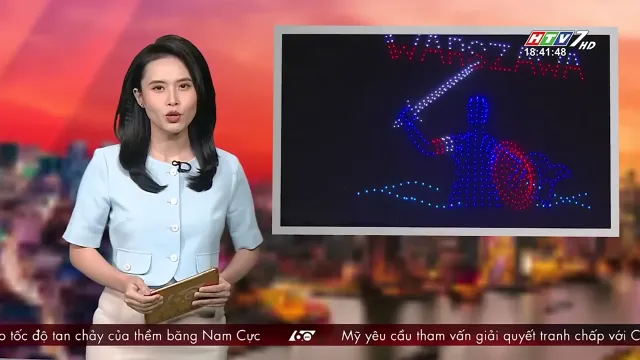 WARSZAWA
HTV7 HD
18:41:48
o tốc độ tan chảy của thềm băng Nam Cực
60
Mỹ yêu cầu tham vấn giải quyết tranh chấp với C